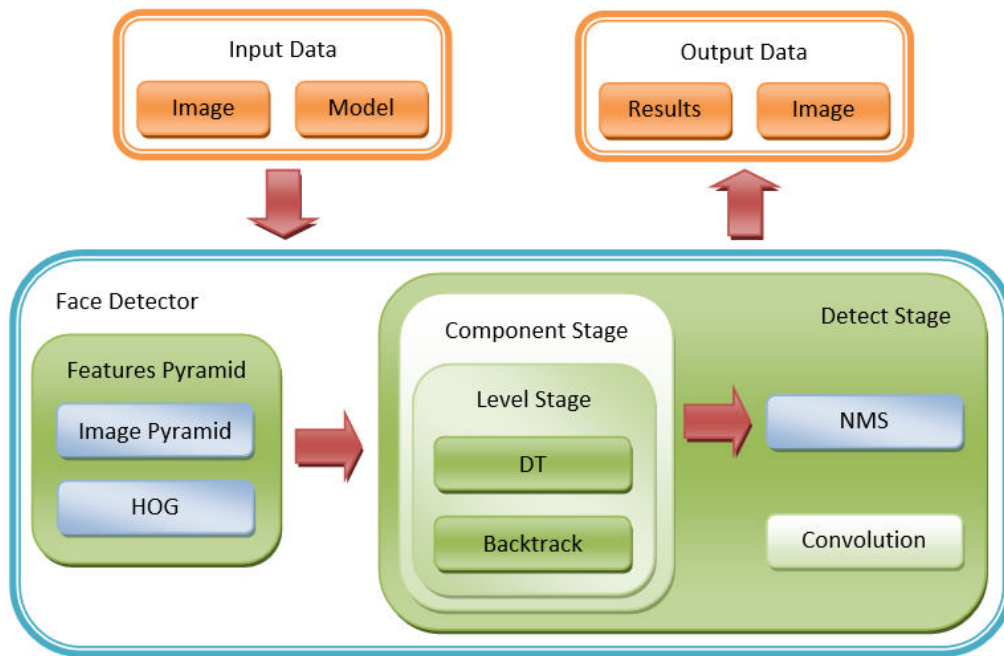 Input Data
Image
Model
Output Data
Results
Image
Face Detector
Features Pyramid
Image Pyramid
HOG
Detect Stage
Component Stage
Level Stage
DT
Backtrack
NMS
Convolution